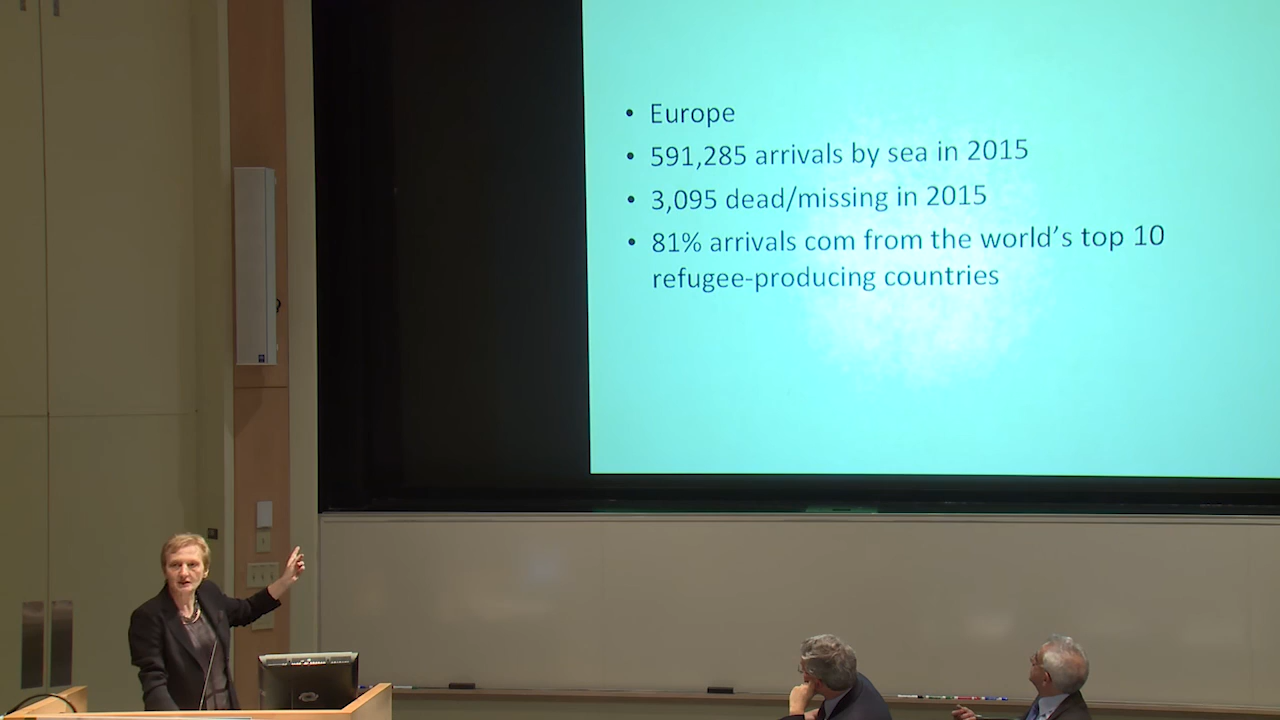 • Europe
• 591,285 arrivals by sea in 2015
• 3,095 dead/missing in 2015
• 81% arrivals com from the world's top 10
refugee-producing countries